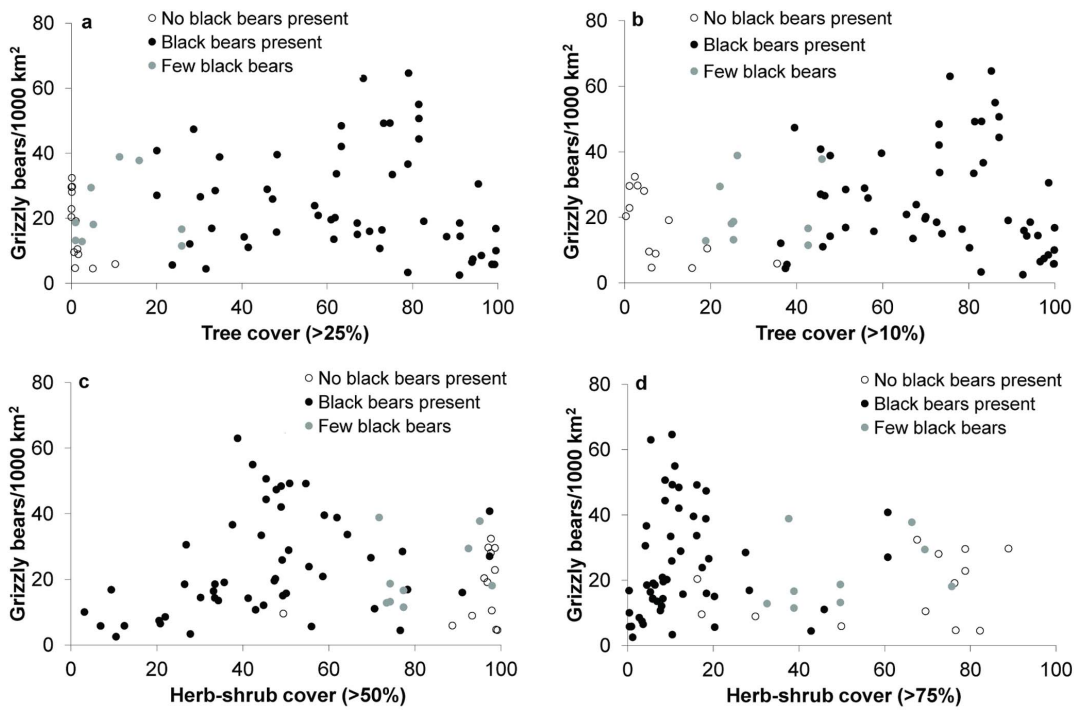 a
No black bears present
Black bears present
Few black bears
80
60
40
20
0
Grizzly bears/1000 km²
0 20 40 60 80 100
Tree cover (>25%)
b
No black bears present
Black bears present
Few black bears
80
60
40
20
0
Grizzly bears/1000 km²
0 20 40 60 80 100
Tree cover (>10%)
c
No black bears present
Black bears present
Few black bears
80
60
40
20
0
Grizzly bears/1000 km²
0 20 40 60 80 100
Herb-shrub cover (>50%)
d
No black bears present
Black bears present
Few black bears
80
60
40
20
0
Grizzly bears/1000 km²
0 20 40 60 80 100
Herb-shrub cover (>75%)